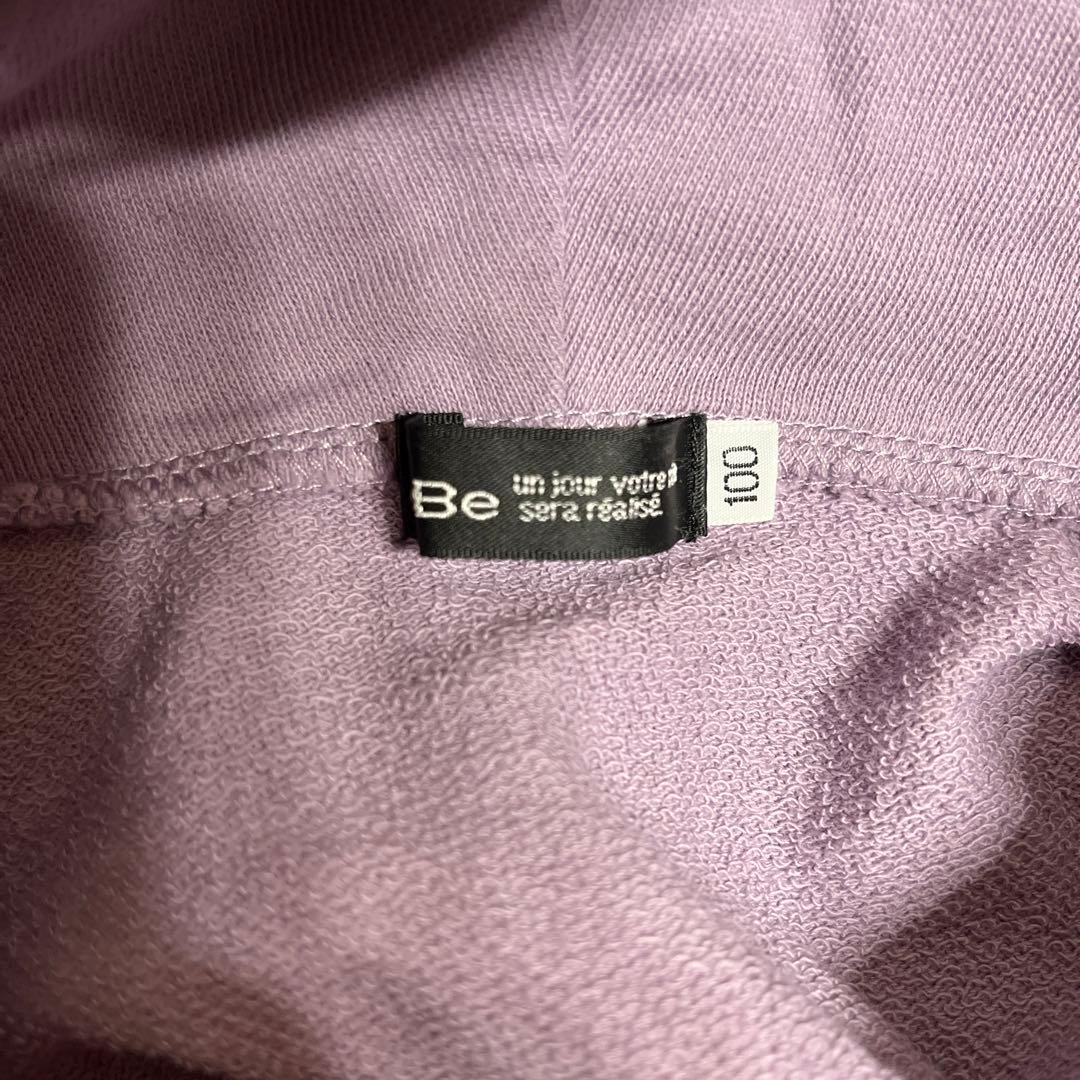 Be
un jour votre
sera réalisé
100